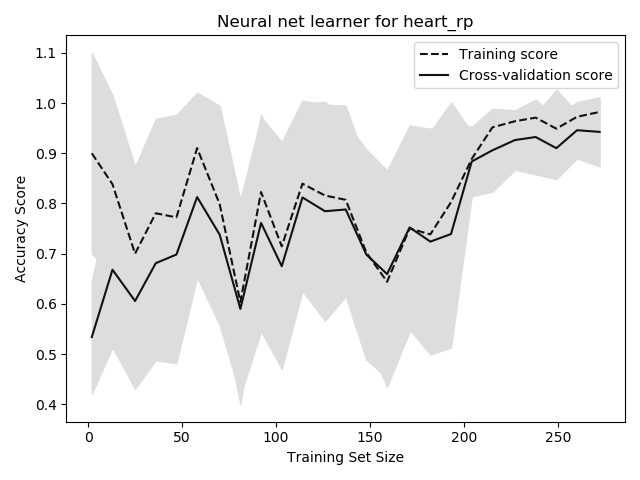 Neural net learner for heart_rp
Training score
Cross-validation score
Accuracy Score
1.1
1.0
0.9
0.8
0.7
0.6
0.5
0.4
0
50
100
150
200
250
Training Set Size